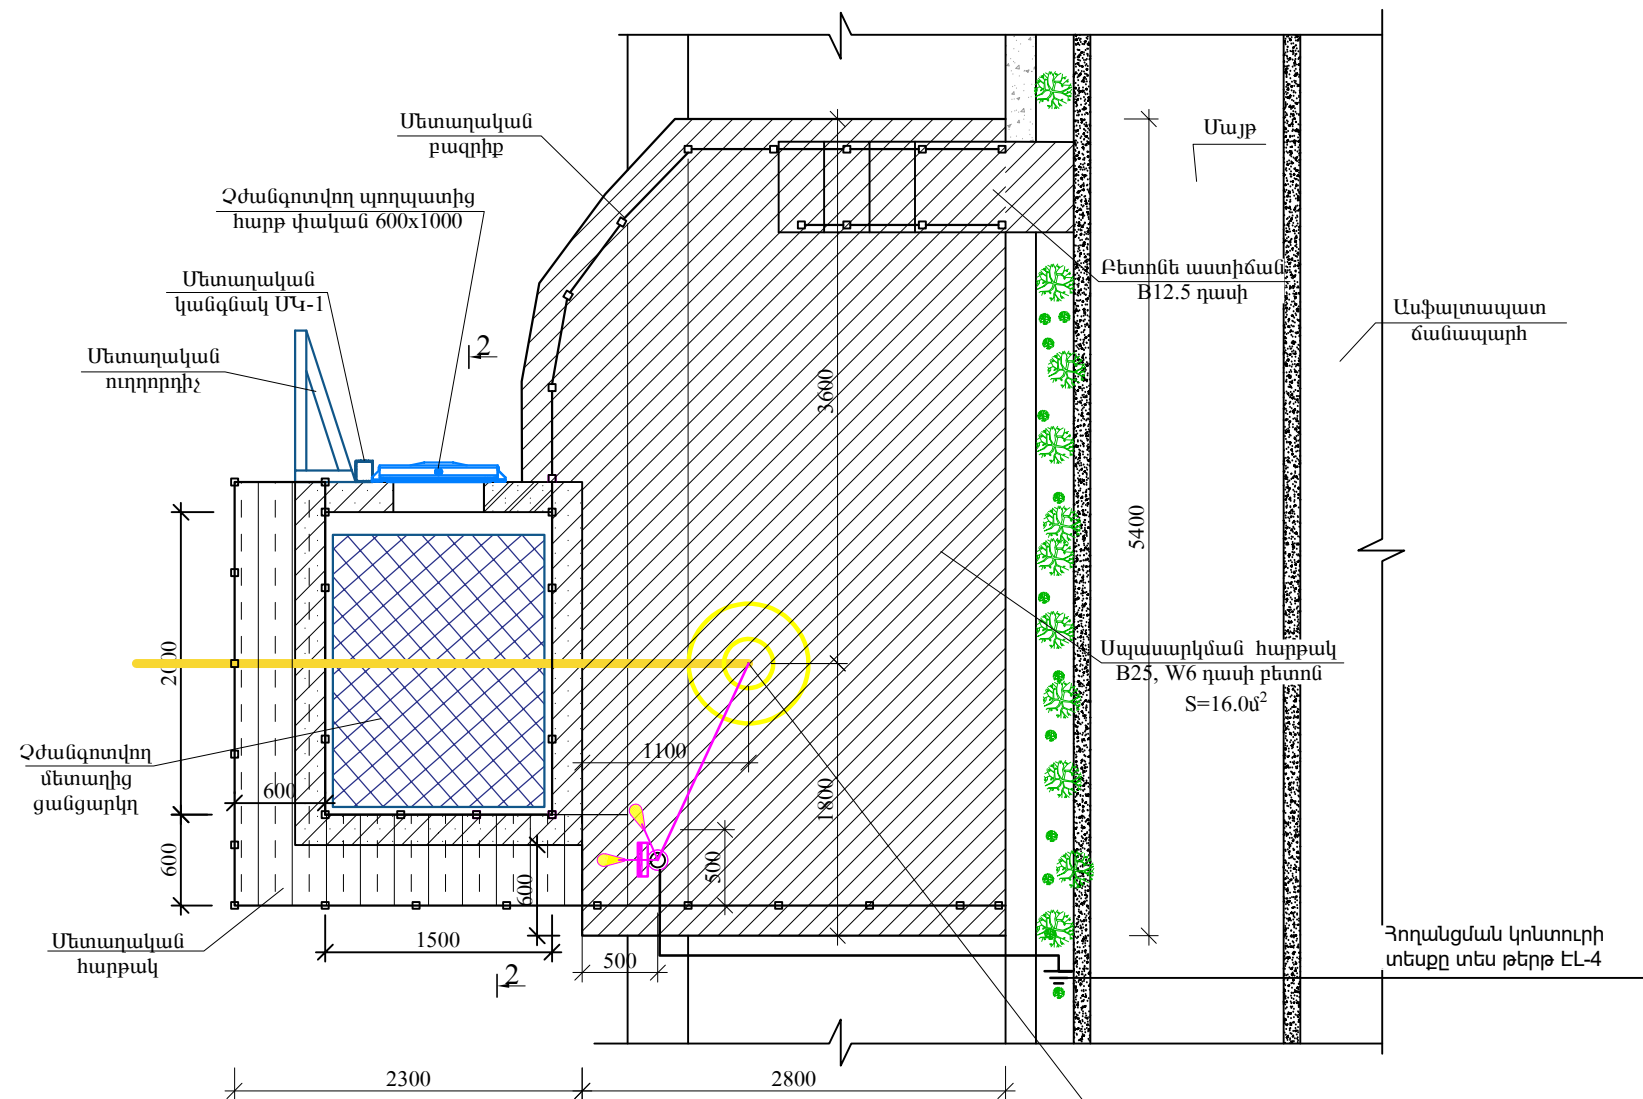 Մետաղական
բազրիք
Մայթ
Չժանգոտվող պողպատից
հարթ փական 600x1000
Մետաղական
կանգնակ ՄԿ-1
Բետոնե աստիճան
B12.5 դասի
Ասֆալտապատ
ճանապարհ
Մետաղական
ուղղորդիչ
2
3600
5400
2000
Սպասարկման հարթակ
B25, W6 դասի բետոն
S=16.0մ²
Չժանգոտվող
մետաղից
ցանցարկղ
1100
600
1800
600
500
600
Մետաղական
հարթակ
1500
500
2
Հողանցման կոնտուրի
տեսքը տես թերթ ԷԼ-4
2300
2800